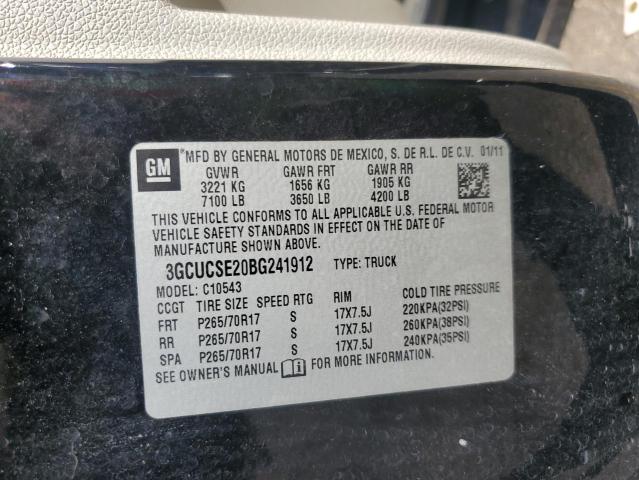 GM
MFD BY GENERAL MOTORS DE MEXICO, S. DE R.L. DE C.V. 01/11
GVWR GAWR FRT GAWR RR
3221 KG 1656 KG 1905 KG
7100 LB 3650 LB 4200 LB
THIS VEHICLE CONFORMS TO ALL APPLICABLE U.S. FEDERAL MOTOR
VEHICLE SAFETY STANDARDS IN EFFECT ON THE DATE OF
MANUFACTURE SHOWN ABOVE.
3GCUCSE20BG241912 TYPE: TRUCK
MODEL: C10543
CCGT TIRE SIZE SPEED RTG RIM COLD TIRE PRESSURE
FRT P265/70R17 S 17X7.5J 220KPA(32PSI)
RR P265/70R17 S 17X7.5J 260KPA(38PSI)
SPA P265/70R17 S 17X7.5J 240KPA(35PSI)
SEE OWNER'S MANUAL FOR MORE INFORMATION.